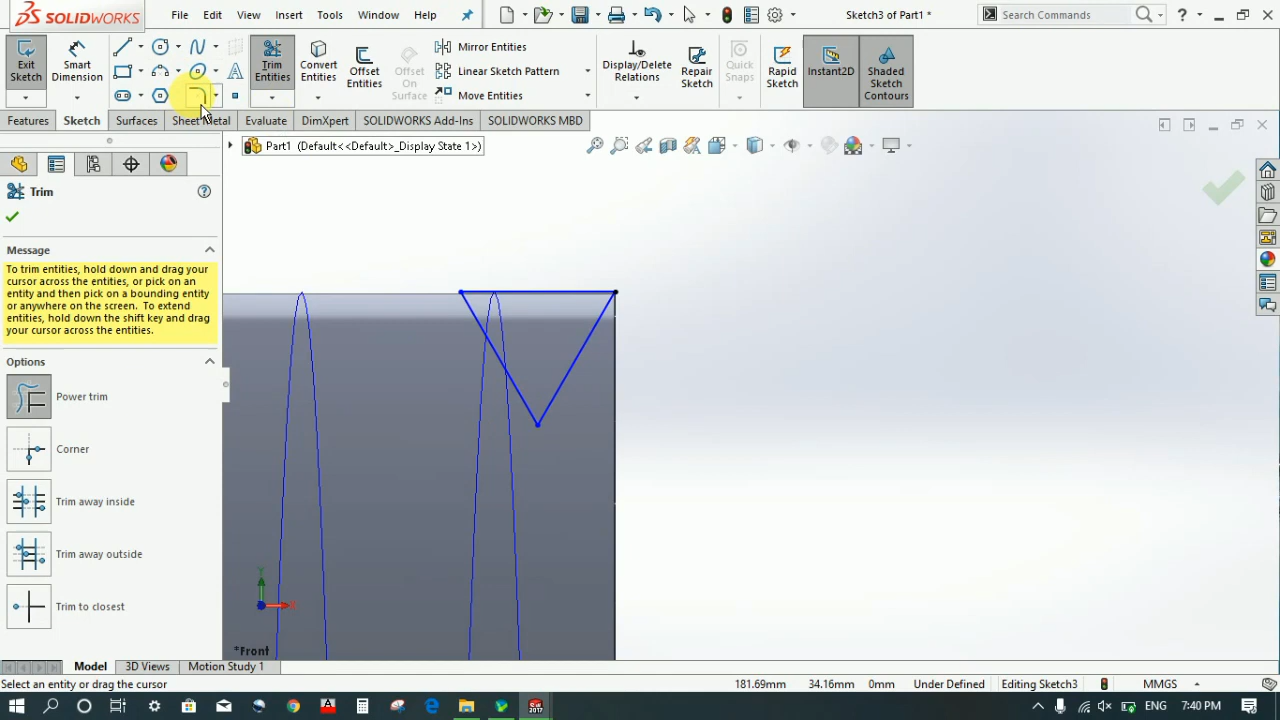 SOLIDWORKS File Edit View Insert Tools Window Help Sketch3 of Part1 * Search Commands ?
Exit Sketch Smart Dimension Trim Entities Convert Entities Offset Entities Offset On Surface Mirror Entities Linear Sketch Pattern Move Entities Display/Delete Relations Repair Sketch Quick Snaps Rapid Sketch Instant2D Shaded Sketch Contours
Features Sketch Surfaces Sheet Metal Evaluate DimXpert SOLIDWORKS Add-Ins SOLIDWORKS MBD
Part1 (Default<<Default>_Display State 1>)
Trim ?
Message
To trim entities, hold down and drag your
cursor across the entities, or pick on an
entity and then pick on a bounding entity
or anywhere on the screen. To extend
entities, hold down the shift key and drag
your cursor across the entities.
Options
Power trim
Corner
Trim away inside
Trim away outside
Trim to closest
Y
X
*Front
Model 3D Views Motion Study 1
Select an entity or drag the cursor 181.69mm 34.16mm 0mm Under Defined Editing Sketch3 MMGS
A SW 2017 ENG 7:40 PM